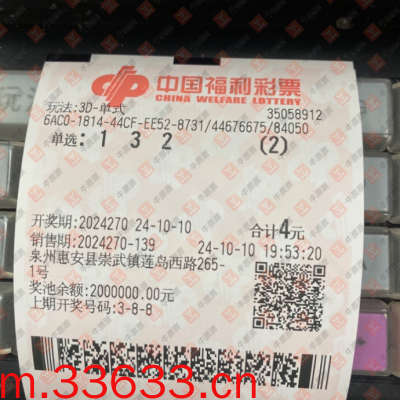 中国福利彩票
CHINA WELFARE LOTTERY
玩法:3D-单式 35058912
6AC0-1814-44CF-EE52-8731/44676675/84050
单选: 1 3 2 (2)
开奖期:2024270 24-10-10 合计4元
销售期:2024270-139 24-10-10 19:53:20
泉州惠安县崇武镇莲岛西路265-
1号
奖池余额:2000000.00元
上期开奖号码:3-8-8
m.33633.cn